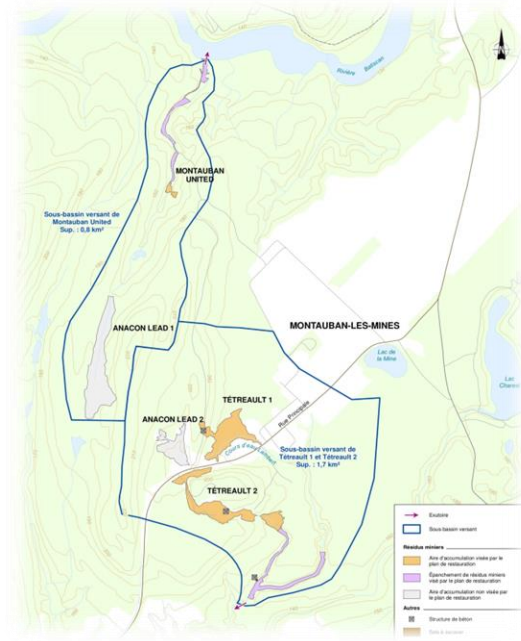 Rivière Batiscan
N
MONTAUBAN
UNITED
Sous-bassin versant de
Montauban United
Sup. : 0,8 km²
ANACON LEAD 1
MONTAUBAN-LES-MINES
Lac de
la Mine
Lac
TÉTREAULT 1
ANACON LEAD 2
Rue Principale
Cours d'eau
Sous-bassin versant de
Tétreault 1 et Tétreault 2
Sup. : 1,7 km²
TÉTREAULT 2
Exutoire
Sous-bassin versant
Résidus miniers
Aire d'accumulation visée par le
plan de restauration
Épanchement de résidus miniers
visé par le plan de restauration
Aire d'accumulation non visée par
le plan de restauration
Autres
Structure de béton